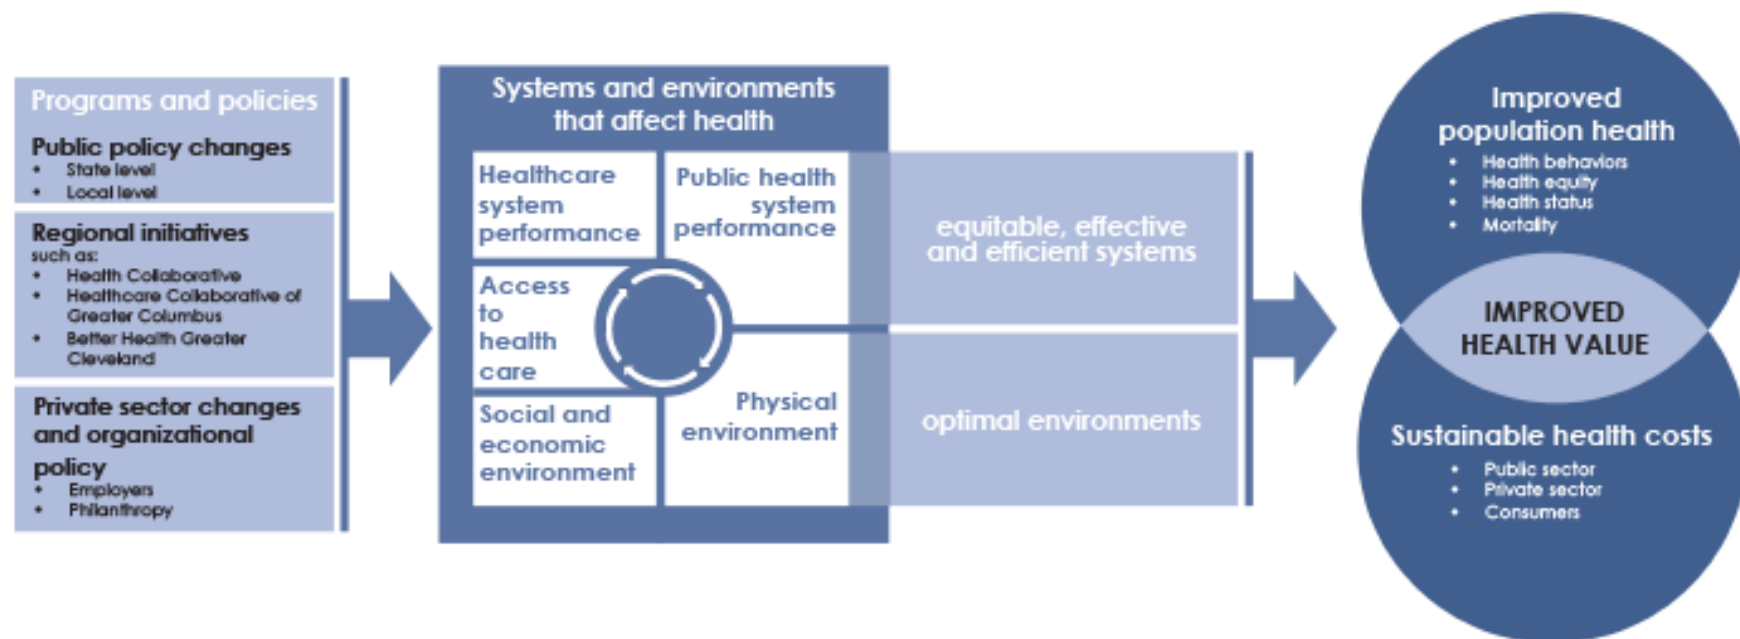 Programs and policies
Public policy changes
• State level
• Local level
Regional initiatives
such as:
• Health Collaborative
• Healthcare Collaborative of
Greater Columbus
• Better Health Greater
Cleveland
Private sector changes
and organizational
policy
• Employers
• Philanthropy
Systems and environments
that affect health
Healthcare
system
performance
Public health
system
performance
Access
to
health
care
Social and
economic
environment
Physical
environment
equitable, effective
and efficient systems
optimal environments
Improved
population health
• Health behaviors
• Health equity
• Health status
• Mortality
IMPROVED
HEALTH VALUE
Sustainable health costs
• Public sector
• Private sector
• Consumers